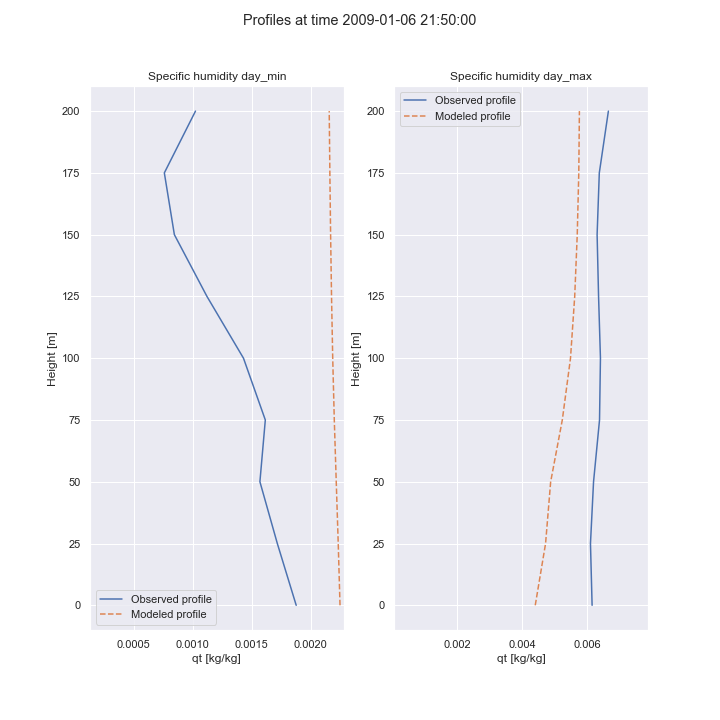 Profiles at time 2009-01-06 21:50:00
Specific humidity day_min
200
175
150
125
100
75
50
25
0
Height [m]
Observed profile
Modeled profile
0.0005 0.0010 0.0015 0.0020
qt [kg/kg]
Specific humidity day_max
Observed profile
Modeled profile
200
175
150
125
100
75
50
25
0
Height [m]
0.002 0.004 0.006
qt [kg/kg]